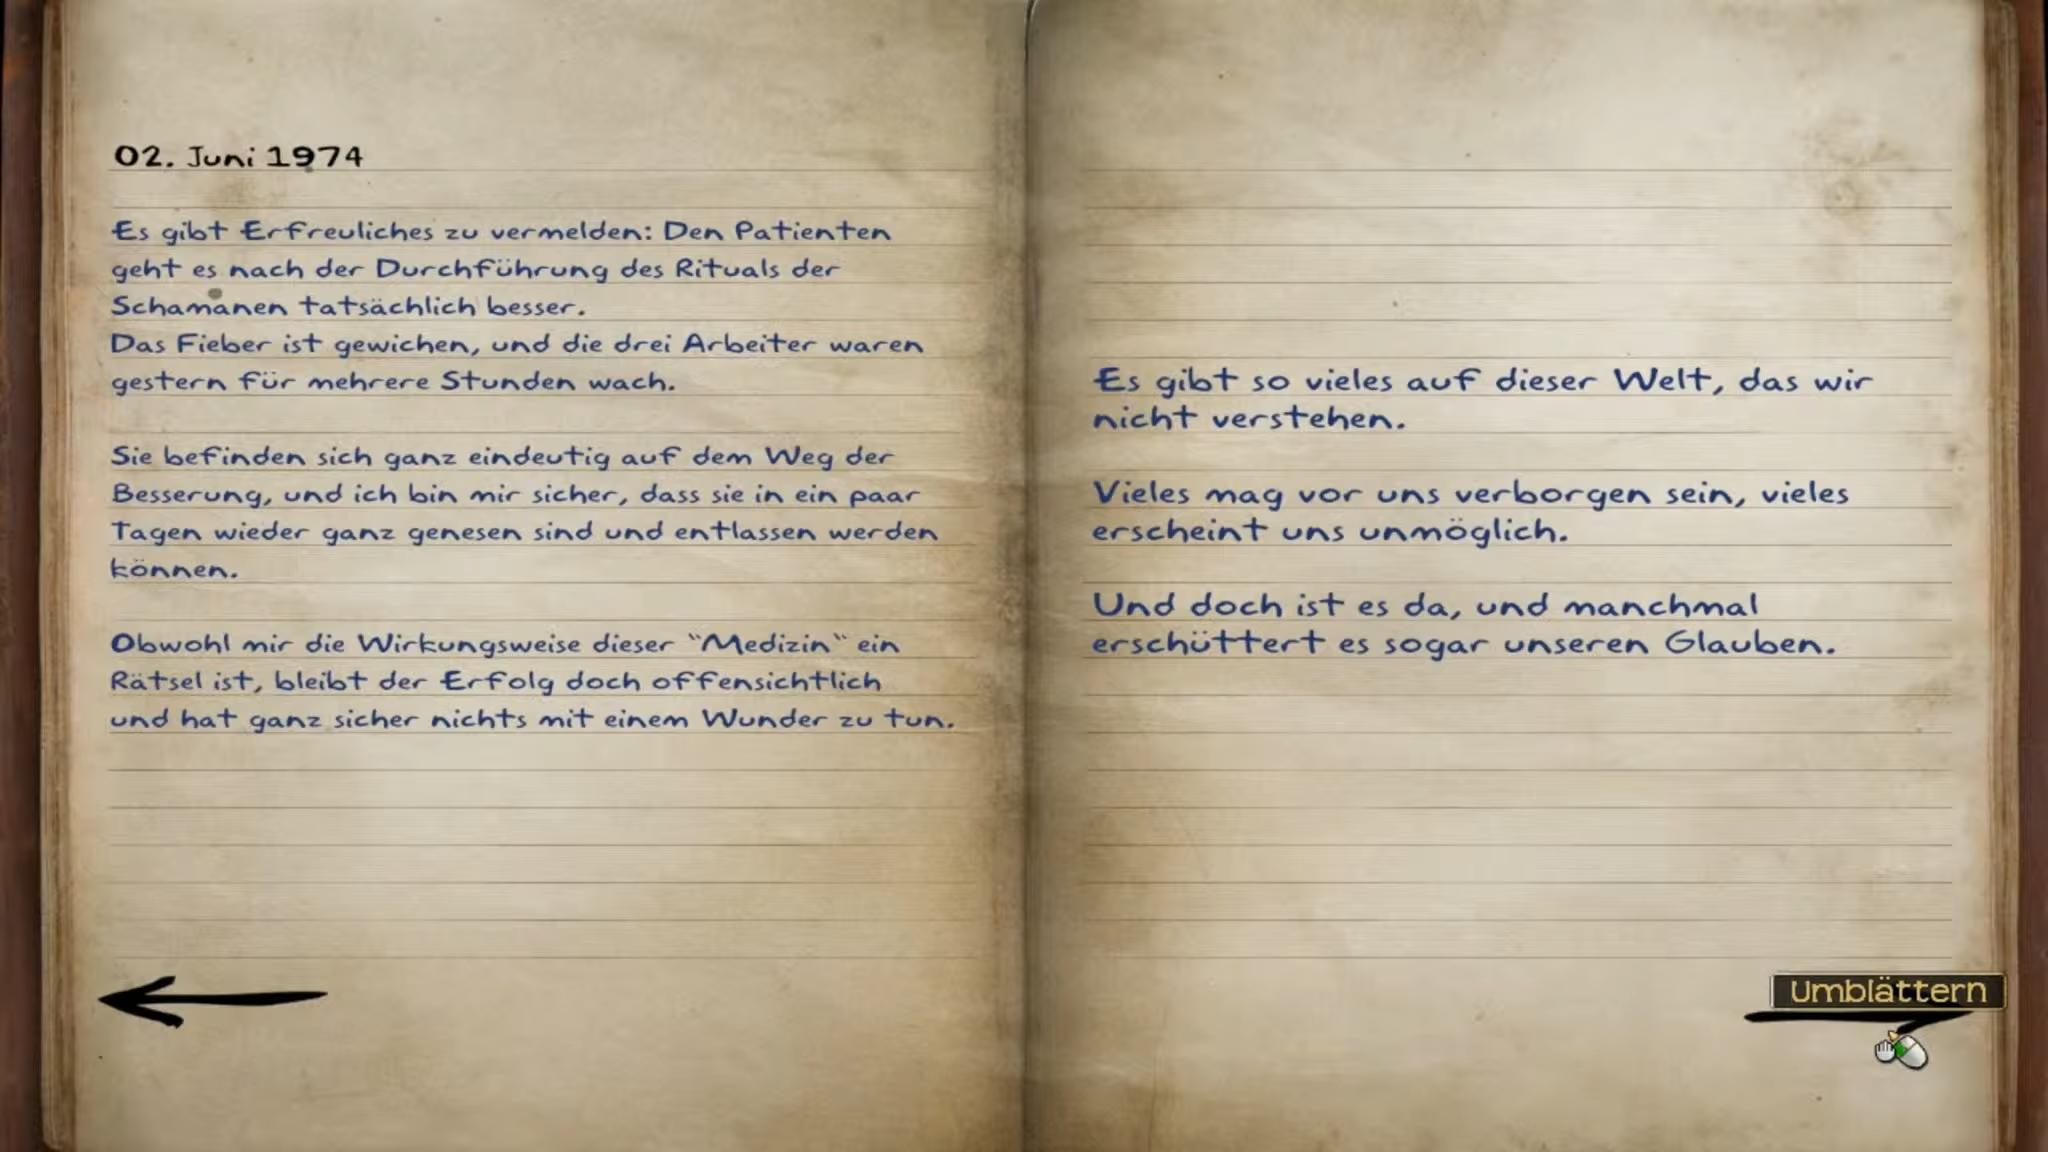 02. Juni 1974
Es gibt Erfreuliches zu vermelden: Den Patienten
geht es nach der Durchführung des Rituals der
Schamanen tatsächlich besser.
Das Fieber ist gewichen, und die drei Arbeiter waren
gestern für mehrere Stunden wach.
Sie befinden sich ganz eindeutig auf dem Weg der
Besserung, und ich bin mir sicher, dass sie in ein paar
Tagen wieder ganz genesen sind und entlassen werden
können.
Obwohl mir die Wirkungsweise dieser "Medizin" ein
Rätsel ist, bleibt der Erfolg doch offensichtlich
und hat ganz sicher nichts mit einem Wunder zu tun.
Es gibt so vieles auf dieser Welt, das wir
nicht verstehen.
Vieles mag vor uns verborgen sein, vieles
erscheint uns unmöglich.
Und doch ist es da, und manchmal
erschüttert es sogar unseren Glauben.
Umblättern